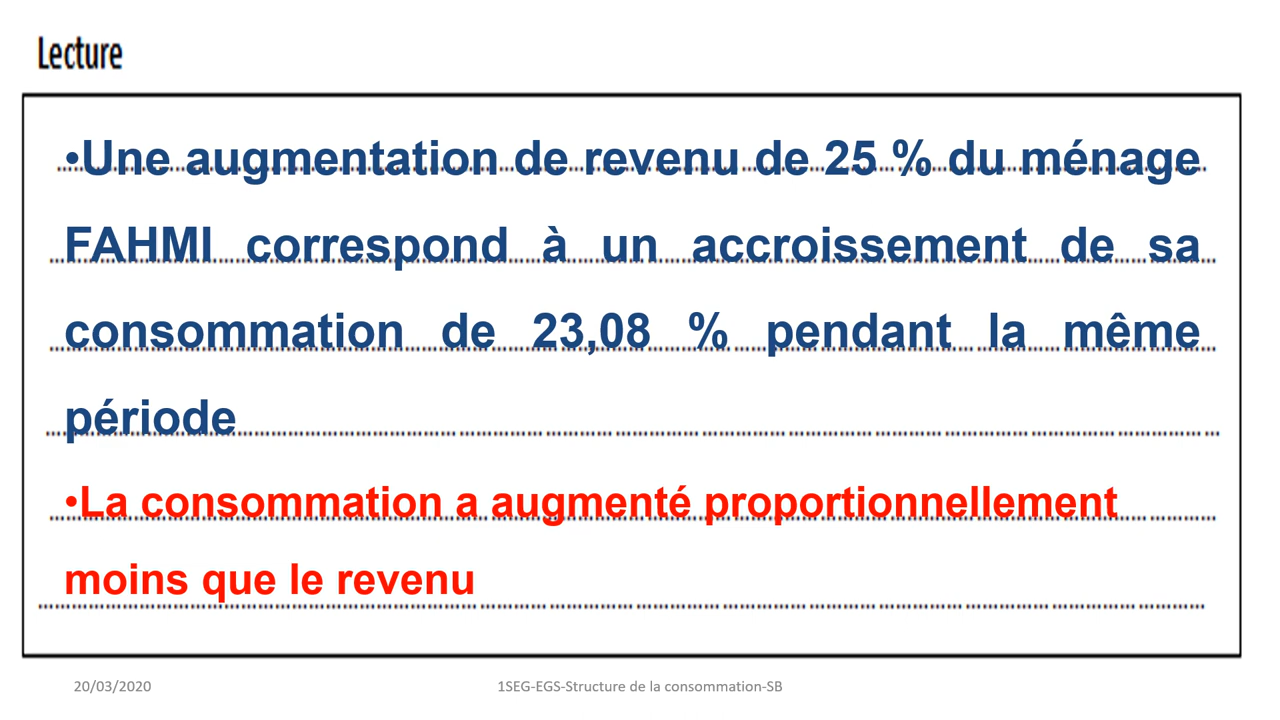 Lecture
•Une augmentation de revenu de 25 % du ménage
FAHMI correspond à un accroissement de sa
consommation de 23,08 % pendant la même
période
•La consommation a augmenté proportionnellement
moins que le revenu
20/03/2020
1SEG-EGS-Structure de la consommation-SB